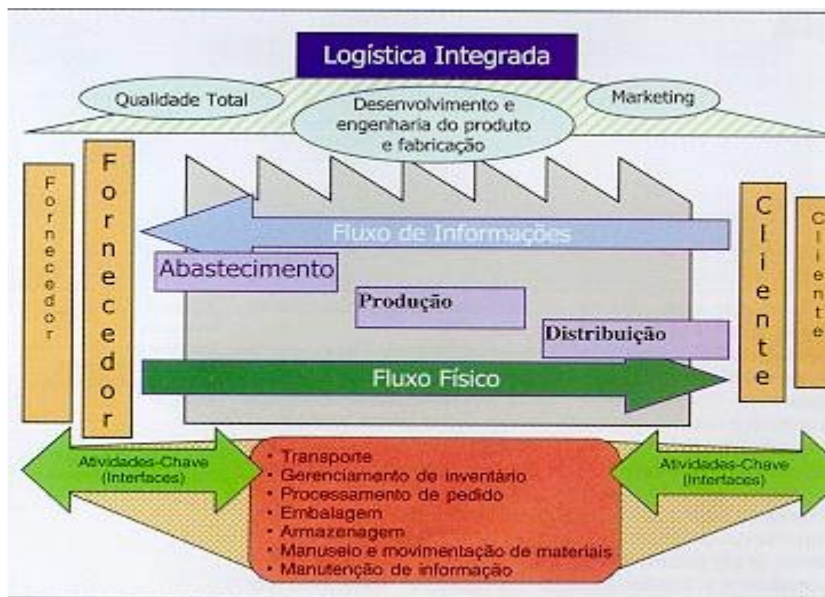 Logística Integrada
Qualidade Total
Desenvolvimento e
engenharia do produto
e fabricação
Marketing
Fornecedor
Fornecedor
Fluxo de Informações
Abastecimento
Produção
Distribuição
Fluxo Físico
Cliente
Cliente
Atividades-Chave
(Interfaces)
• Transporte
• Gerenciamento de inventário
• Processamento de pedido
• Embalagem
• Armazenagem
• Manuseio e movimentação de materiais
• Manutenção de informação
Atividades-Chave
(Interfaces)